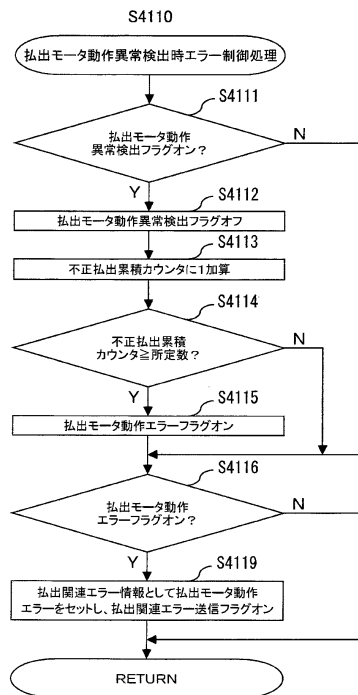 S4110
払出モータ動作異常検出時エラー制御処理
S4111
払出モータ動作
異常検出フラグオン？
N
Y
S4112
払出モータ動作異常検出フラグオフ
S4113
不正払出累積カウンタに1加算
S4114
不正払出累積
カウンタ≧所定数？
N
Y
S4115
払出モータ動作エラーフラグオン
S4116
払出モータ動作
エラーフラグオン？
N
Y
S4119
払出関連エラー情報として払出モータ動作
エラーをセットし、払出関連エラー送信フラグオン
RETURN